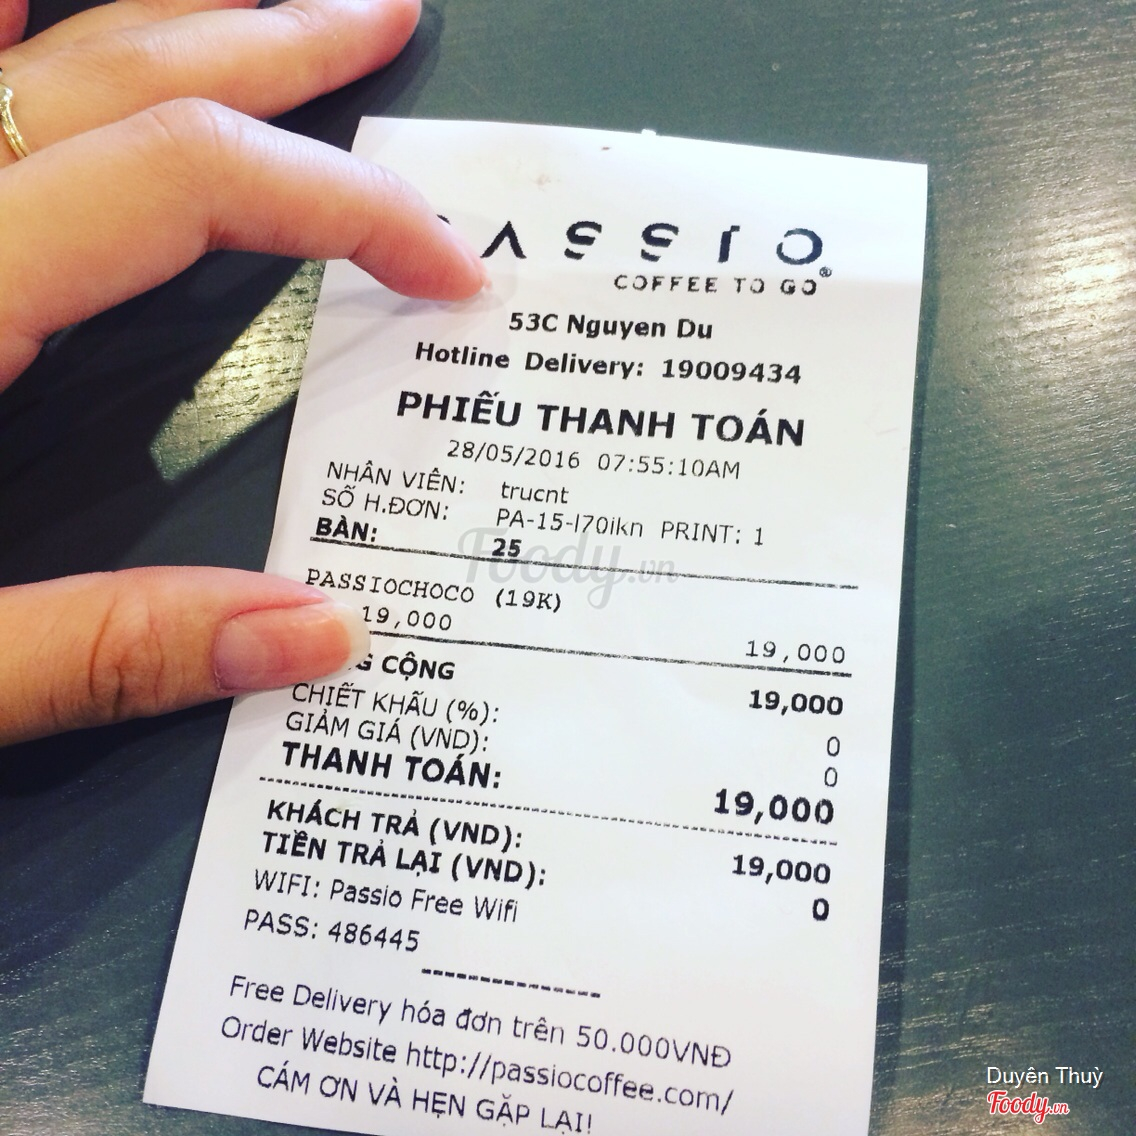 ASSIO®
COFFEE TO GO
53C Nguyen Du
Hotline Delivery: 19009434
PHIẾU THANH TOÁN
28/05/2016 07:55:10AM
NHÂN VIÊN: trucnt
SỐ H.ĐƠN: PA-15-l70ikn PRINT: 1
BÀN: 25
Foody.vn
PASSIOCHOCO (19K)
19,000 19,000
G CỘNG 19,000
CHIẾT KHẤU (%): 0
GIẢM GIÁ (VND): 0
THANH TOÁN: 19,000
KHÁCH TRẢ (VND): 19,000
TIỀN TRẢ LẠI (VND): 0
WIFI: Passio Free Wifi
PASS: 486445
Free Delivery hóa đơn trên 50.000VNĐ
Order Website http://passiocoffee.com/
CÁM ƠN VÀ HẸN GẶP LẠI!
Duyên Thuỳ
Foody.vn